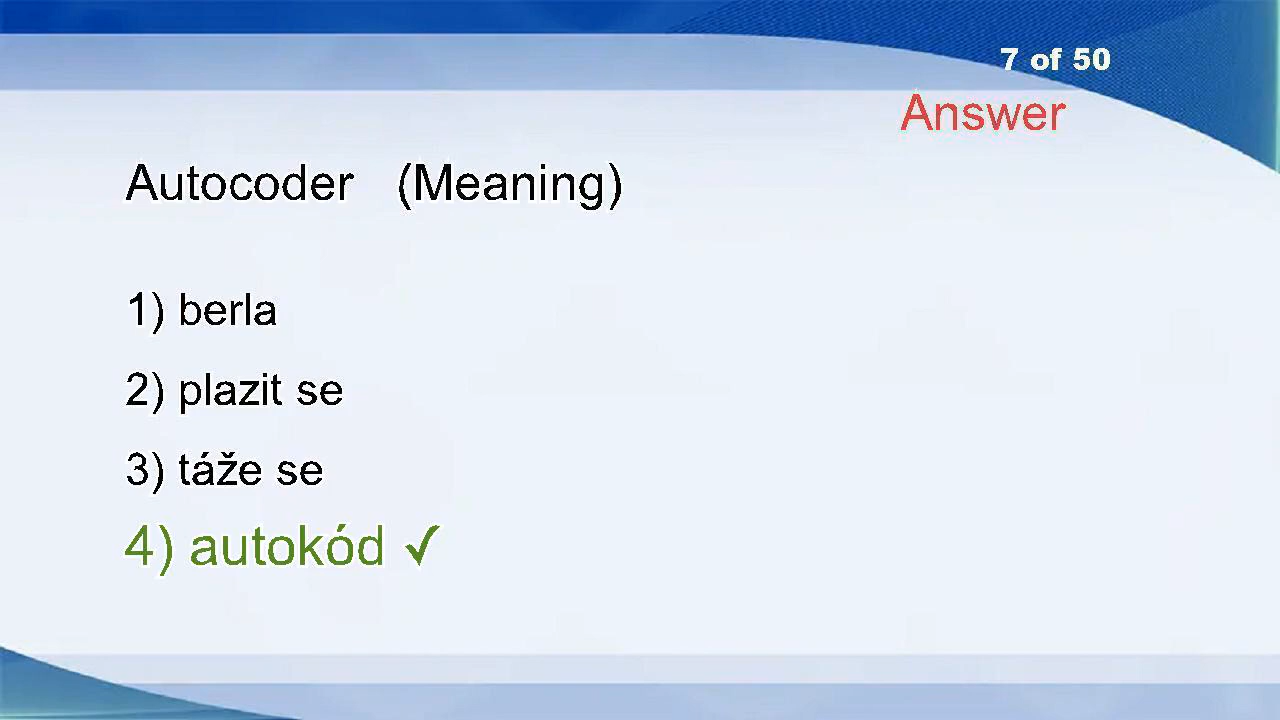 7 of 50
Answer
Autocoder (Meaning)
1) berla
2) plazit se
3) táže se
4) autokód ✓